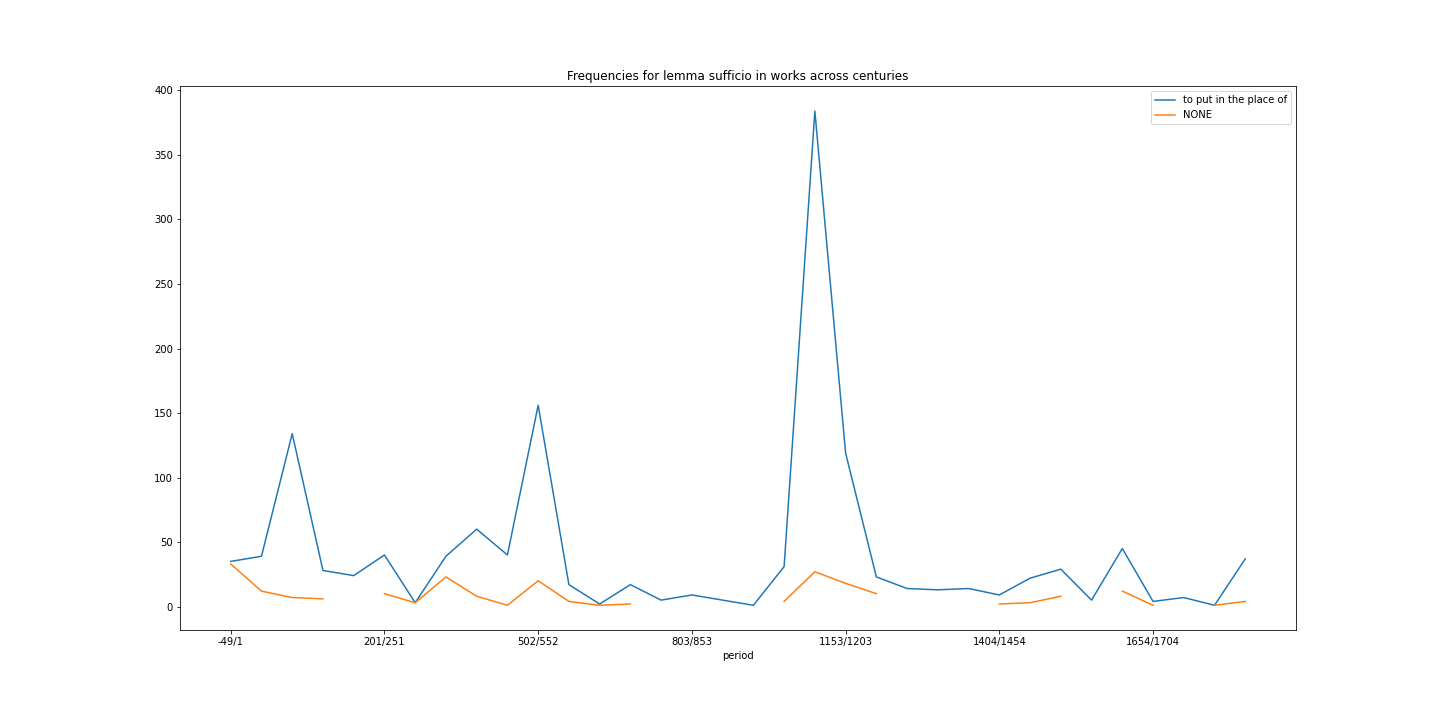 Frequencies for lemma sufficio in works across centuries
to put in the place of
NONE
400
350
300
250
200
150
100
50
0
-49/1 201/251 502/552 803/853 1153/1203 1404/1454 1654/1704
period